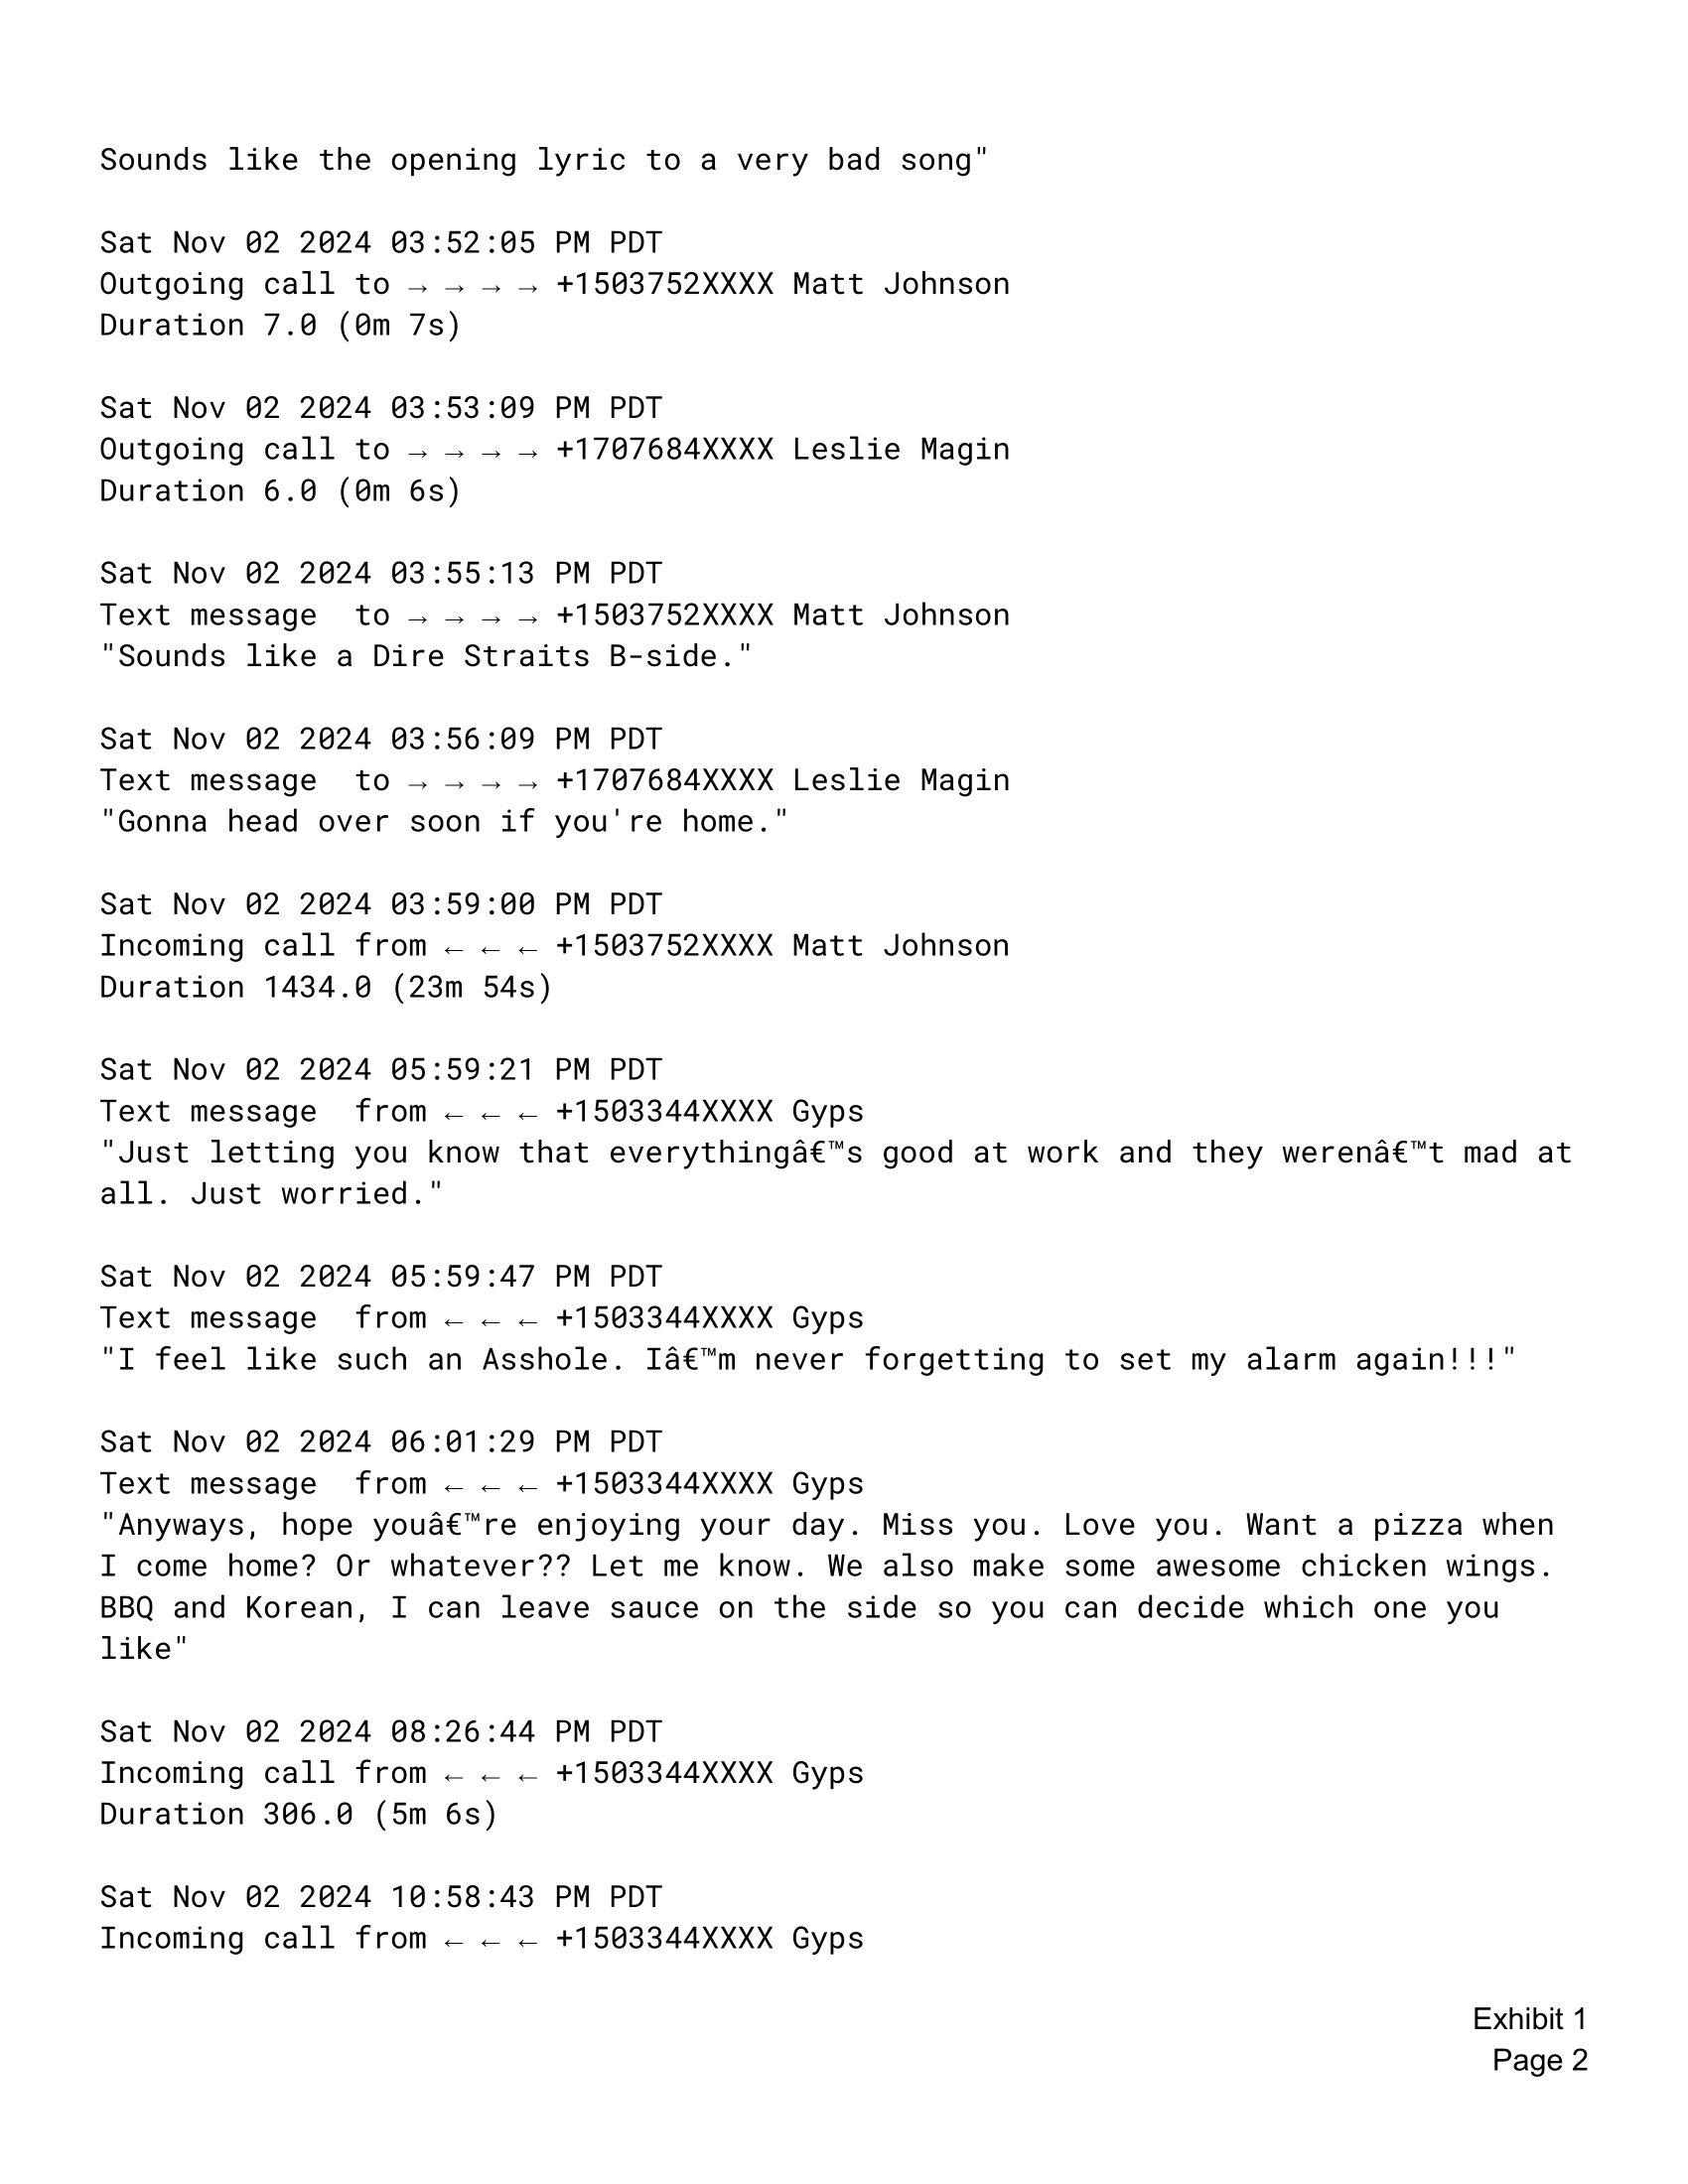 Sounds like the opening lyric to a very bad song"
Sat Nov 02 2024 03:52:05 PM PDT
Outgoing call to → → → → +1503752XXXX Matt Johnson
Duration 7.0 (0m 7s)
Sat Nov 02 2024 03:53:09 PM PDT
Outgoing call to → → → → +1707684XXXX Leslie Magin
Duration 6.0 (0m 6s)
Sat Nov 02 2024 03:55:13 PM PDT
Text message  to → → → → +1503752XXXX Matt Johnson
"Sounds like a Dire Straits B-side."
Sat Nov 02 2024 03:56:09 PM PDT
Text message  to → → → → +1707684XXXX Leslie Magin
"Gonna head over soon if you're home."
Sat Nov 02 2024 03:59:00 PM PDT
Incoming call from ← ← ← +1503752XXXX Matt Johnson
Duration 1434.0 (23m 54s)
Sat Nov 02 2024 05:59:21 PM PDT
Text message  from ← ← ← +1503344XXXX Gyps
"Just letting you know that everythingâ€™s good at work and they werenâ€™t mad at
all. Just worried."
Sat Nov 02 2024 05:59:47 PM PDT
Text message  from ← ← ← +1503344XXXX Gyps
"I feel like such an Asshole. Iâ€™m never forgetting to set my alarm again!!!"
Sat Nov 02 2024 06:01:29 PM PDT
Text message  from ← ← ← +1503344XXXX Gyps
"Anyways, hope youâ€™re enjoying your day. Miss you. Love you. Want a pizza when
I come home? Or whatever?? Let me know. We also make some awesome chicken wings.
BBQ and Korean, I can leave sauce on the side so you can decide which one you
like"
Sat Nov 02 2024 08:26:44 PM PDT
Incoming call from ← ← ← +1503344XXXX Gyps
Duration 306.0 (5m 6s)
Sat Nov 02 2024 10:58:43 PM PDT
Incoming call from ← ← ← +1503344XXXX Gyps
Exhibit 1
Page 2